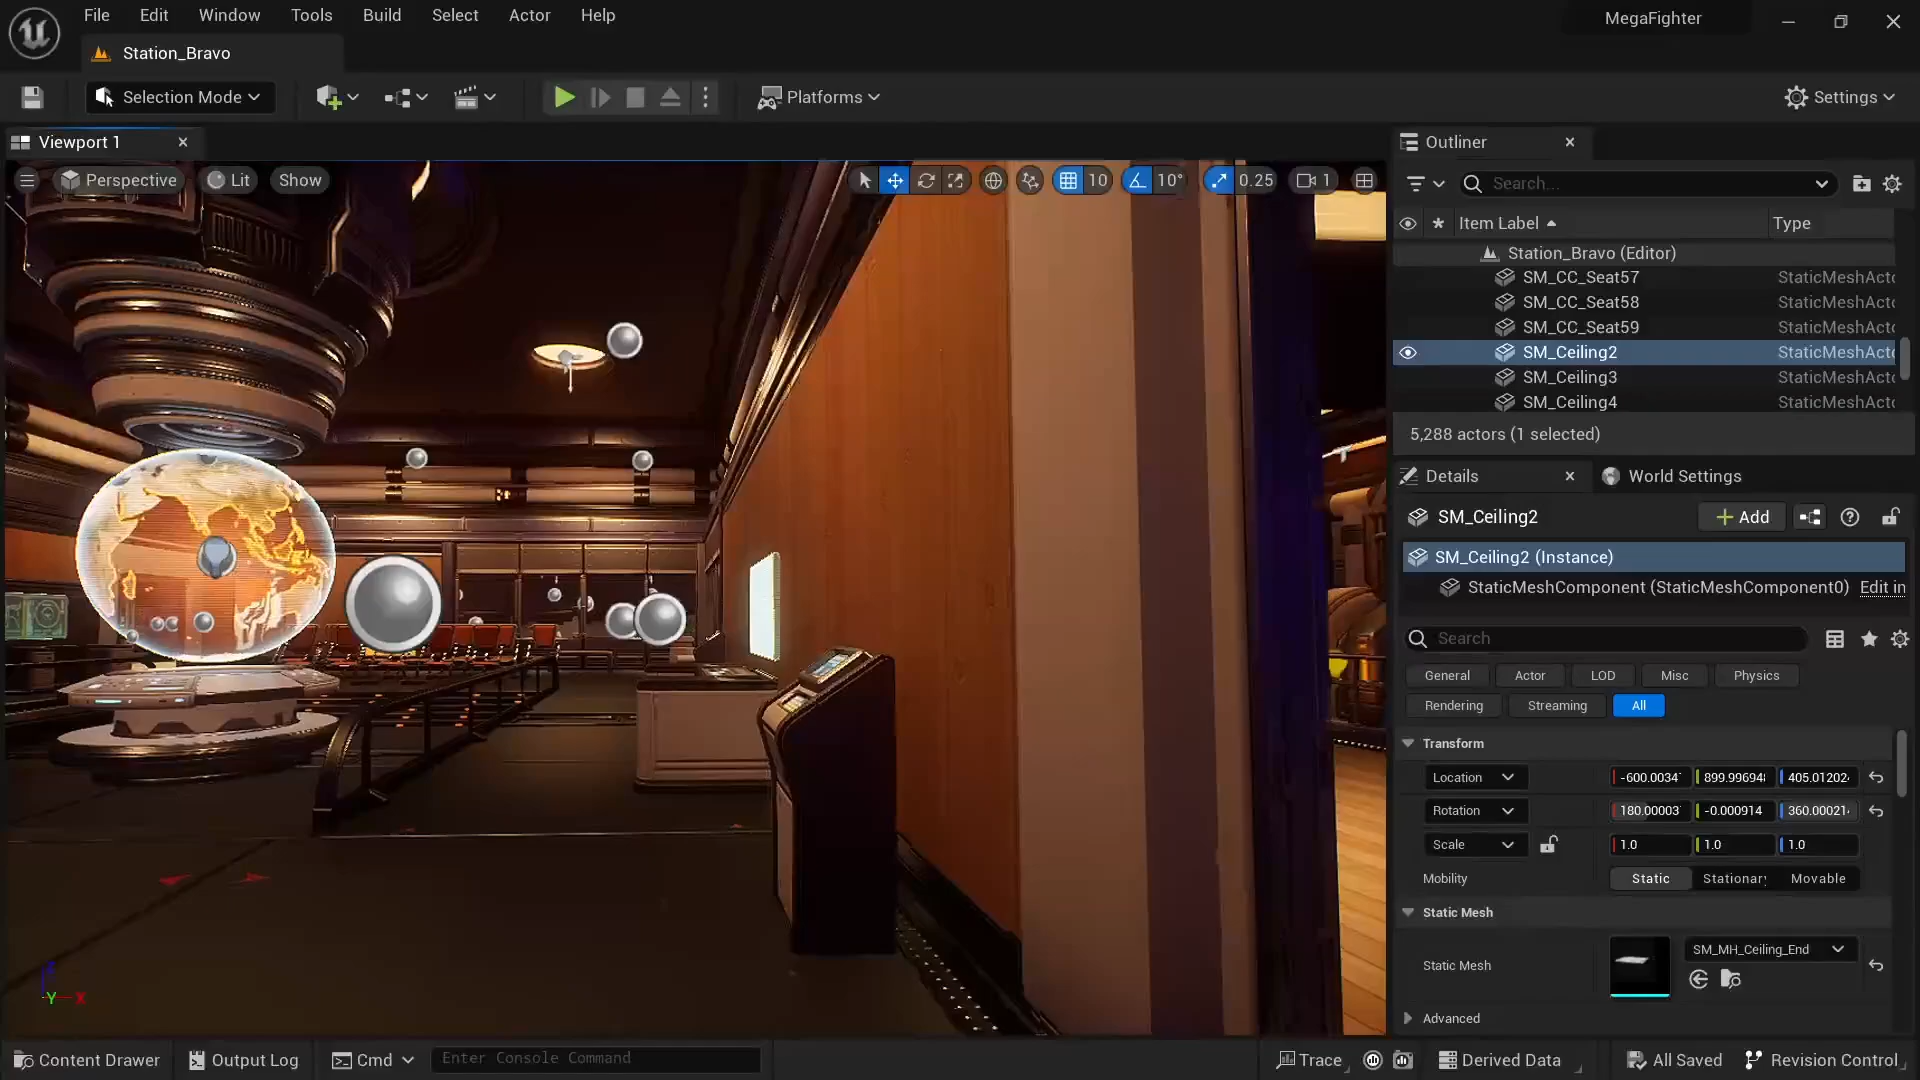 File Edit Window Tools Build Select Actor Help MegaFighter
Station_Bravo
Selection Mode Platforms Settings
Viewport 1
Perspective Lit Show 10 10° 0.25 1
Outliner
Search...
Item Label Type
Station_Bravo (Editor)
SM_CC_Seat57 StaticMeshActo
SM_CC_Seat58 StaticMeshActo
SM_CC_Seat59 StaticMeshActo
SM_Ceiling2 StaticMeshActo
SM_Ceiling3 StaticMeshActo
SM_Ceiling4 StaticMeshActo
5,288 actors (1 selected)
Details World Settings
SM_Ceiling2 Add
SM_Ceiling2 (Instance)
StaticMeshComponent (StaticMeshComponent0) Edit in
Search
General Actor LOD Misc Physics
Rendering Streaming All
Transform
Location -600.0034 899.99694 405.01202
Rotation 180.00003 -0.000914 360.00021
Scale 1.0 1.0 1.0
Mobility Static Stationary Movable
Static Mesh
Static Mesh SM_MH_Ceiling_End
Advanced
Z
Y X
Content Drawer Output Log Cmd Enter Console Command Trace Derived Data All Saved Revision Control